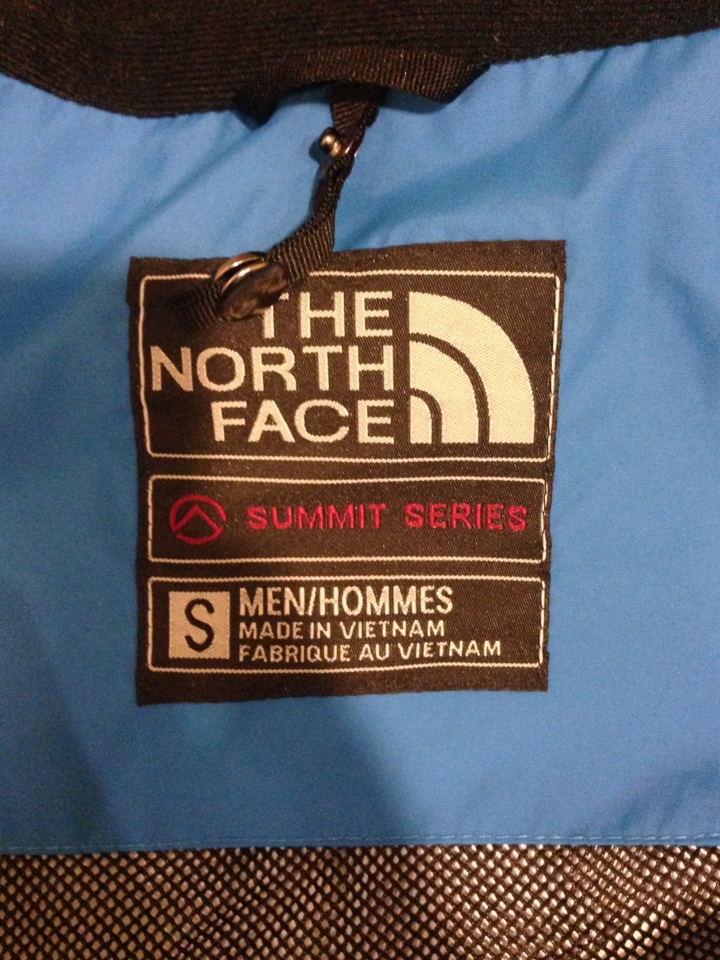 THE
NORTH
FACE
SUMMIT SERIES
S
MEN/HOMMES
MADE IN VIETNAM
FABRIQUE AU VIETNAM